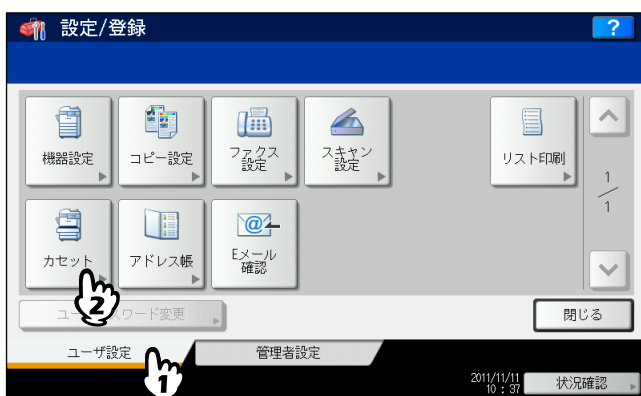 設定/登録
?
機器設定
コピー設定
ファクス
設定
スキャン
設定
リスト印刷
1
1
カセット
アドレス帳
Eメール
確認
2
ワード変更
閉じる
ユーザ設定
管理者設定
1
2011/11/11
10 : 37
状況確認